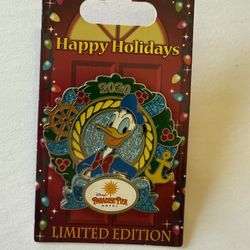 Happy Holidays
2020
Disney's
PARADISE PIER
HOTEL
LIMITED EDITION